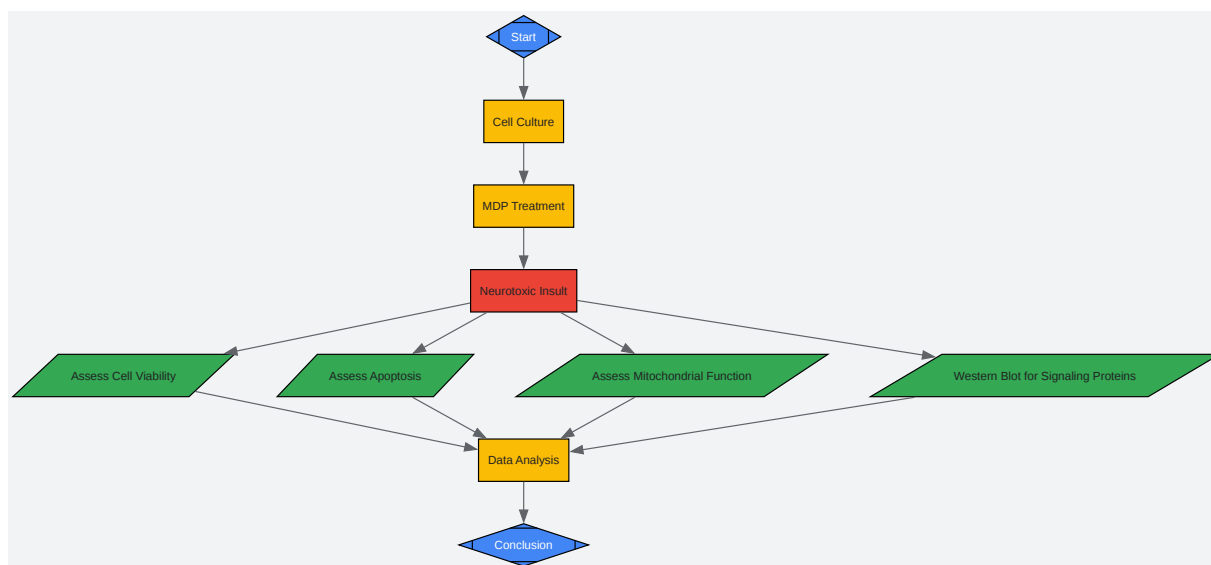 Start
Cell Culture
MDP Treatment
Neurotoxic Insult
Assess Cell Viability
Assess Apoptosis
Assess Mitochondrial Function
Western Blot for Signaling Proteins
Data Analysis
Conclusion